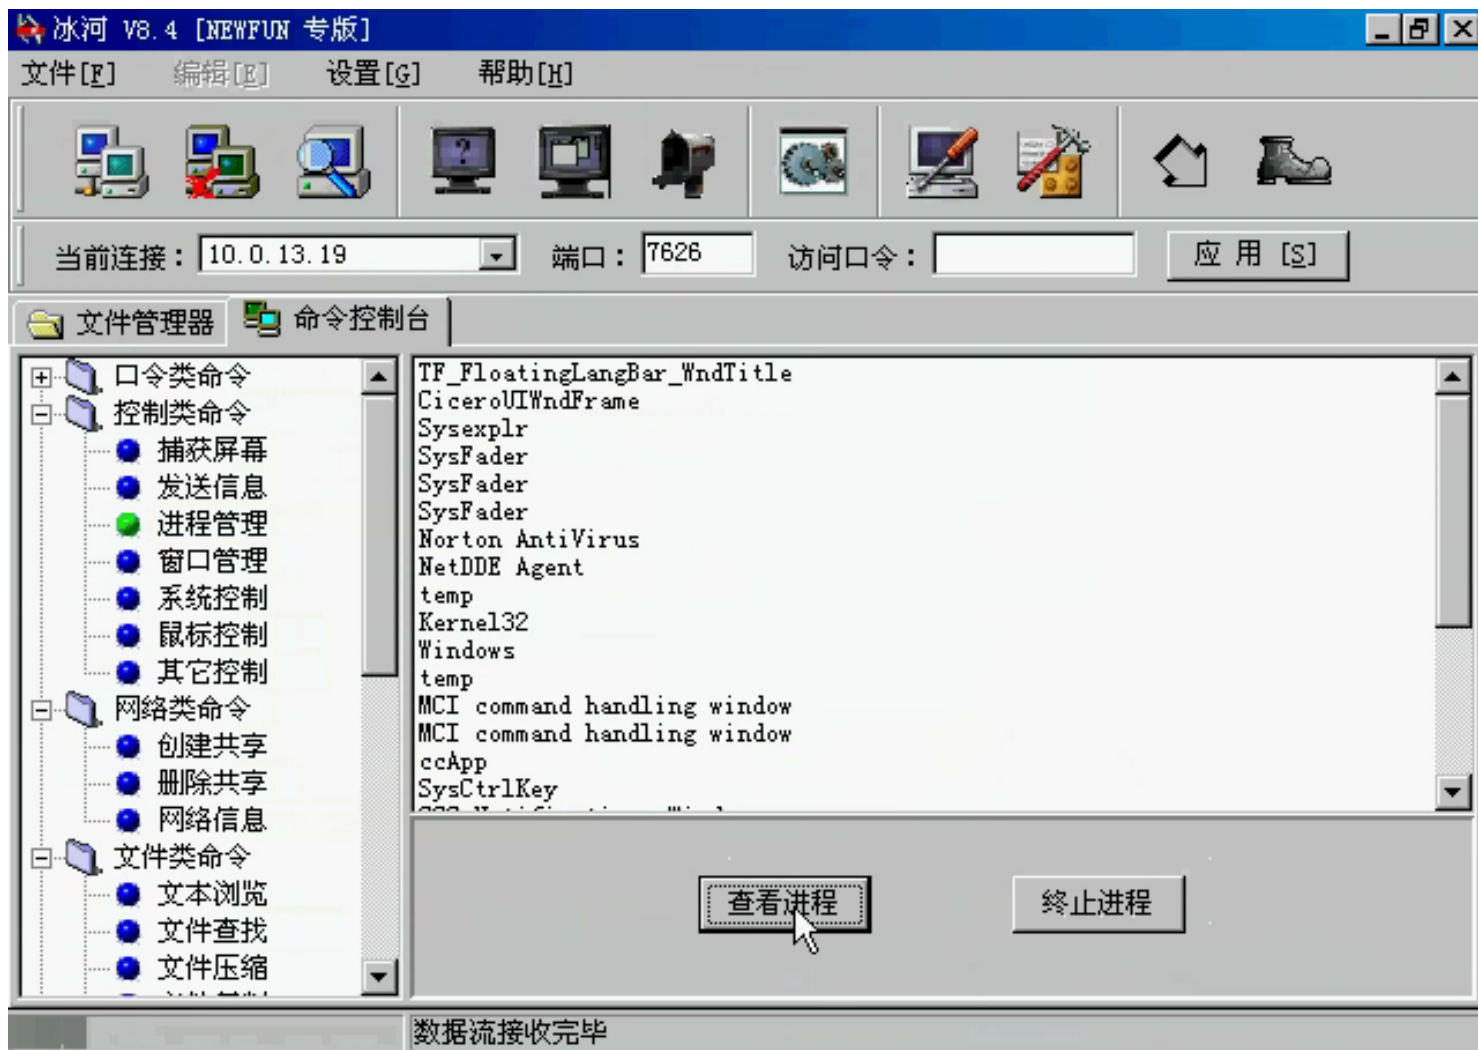 冰河 V8.4 [NEWFUN 专版]
文件[F] 编辑[E] 设置[G] 帮助[H]
当前连接： 10.0.13.19 端口： 7626 访问口令： 应 用 [S]
文件管理器 命令控制台
口令类命令
控制类命令
捕获屏幕
发送信息
进程管理
窗口管理
系统控制
鼠标控制
其它控制
网络类命令
创建共享
删除共享
网络信息
文件类命令
文本浏览
文件查找
文件压缩
TF_FloatingLangBar_WndTitle
CiceroUIWndFrame
Sysexplr
SysFader
SysFader
SysFader
Norton AntiVirus
NetDDE Agent
temp
Kernel32
Windows
temp
MCI command handling window
MCI command handling window
ccApp
SysCtrlKey
查看进程 终止进程
数据流接收完毕